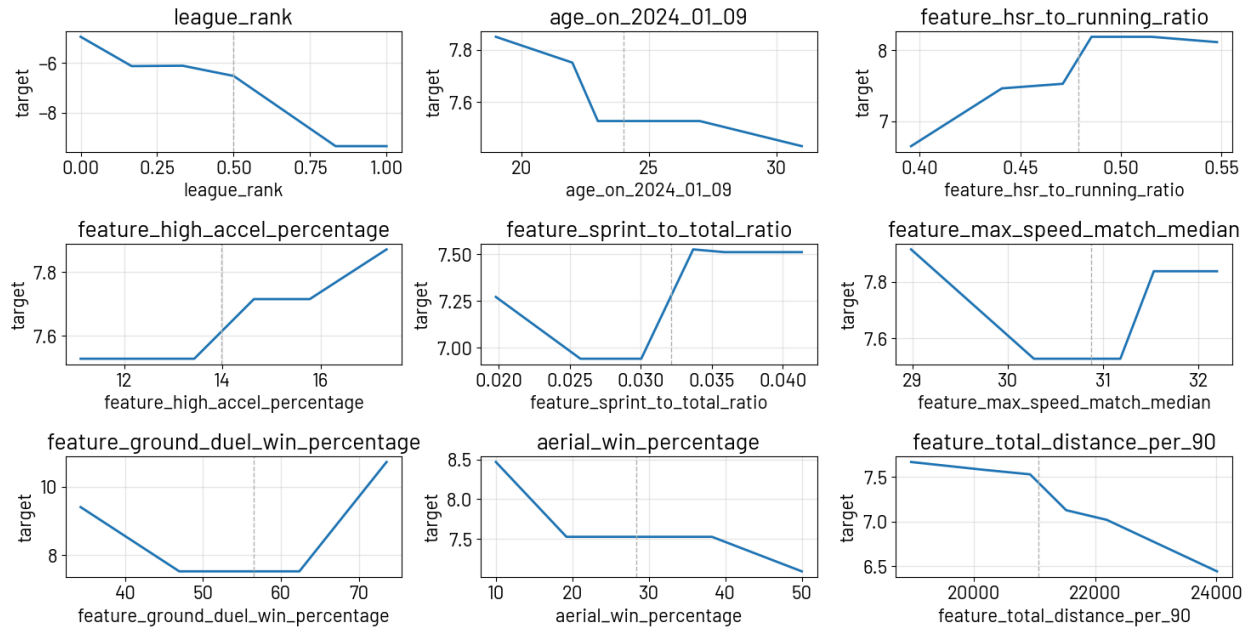 league_rank
age_on_2024_01_09
feature_hsr_to_running_ratio
target
−6
−8
0.00 0.25 0.50 0.75 1.00
league_rank
target
7.8
7.6
20 25 30
age_on_2024_01_09
target
8
7
0.40 0.45 0.50 0.55
feature_hsr_to_running_ratio
feature_high_accel_percentage
feature_sprint_to_total_ratio
feature_max_speed_match_median
target
7.8
7.6
12 14 16
feature_high_accel_percentage
target
7.50
7.25
7.00
0.020 0.025 0.030 0.035 0.040
feature_sprint_to_total_ratio
target
7.8
7.6
29 30 31 32
feature_max_speed_match_median
feature_ground_duel_win_percentage
aerial_win_percentage
feature_total_distance_per_90
target
10
8
40 50 60 70
feature_ground_duel_win_percentage
target
8.5
8.0
7.5
10 20 30 40 50
aerial_win_percentage
target
7.5
7.0
6.5
20000 22000 24000
feature_total_distance_per_90